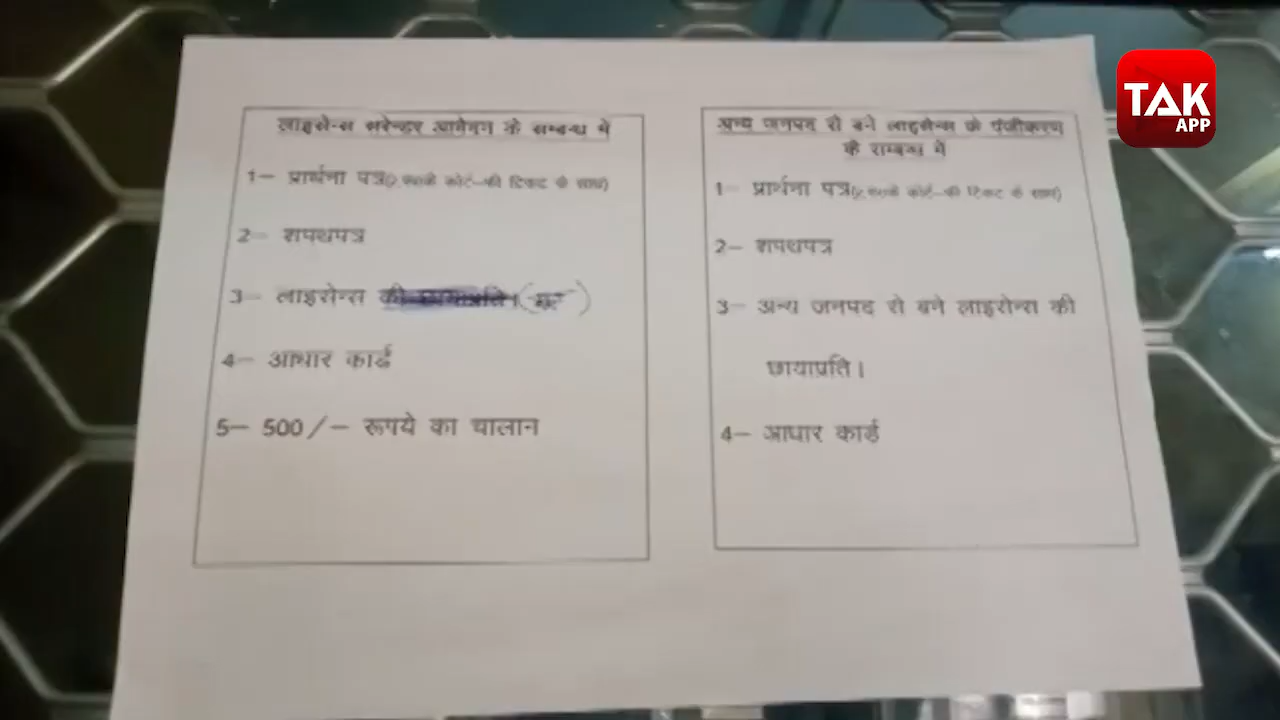 लाइसेन्स सरेन्डर आवेदन के सम्बन्ध में
1– प्रार्थना पत्र कोर्ट–फी टिकट के साथ)
2– शपथपत्र
3– लाइसेन्स की
4– आधार कार्ड
5– 500/– रूपये का चालान
अन्य जनपद से बने लाइसेन्स के पंजीकरण
के सम्बन्ध में
1– प्रार्थना पत्र कोर्ट–फी टिकट के साथ)
2– शपथपत्र
3– अन्य जनपद से बने लाइसेन्स की
छायाप्रति।
4– आधार कार्ड
TAK
APP